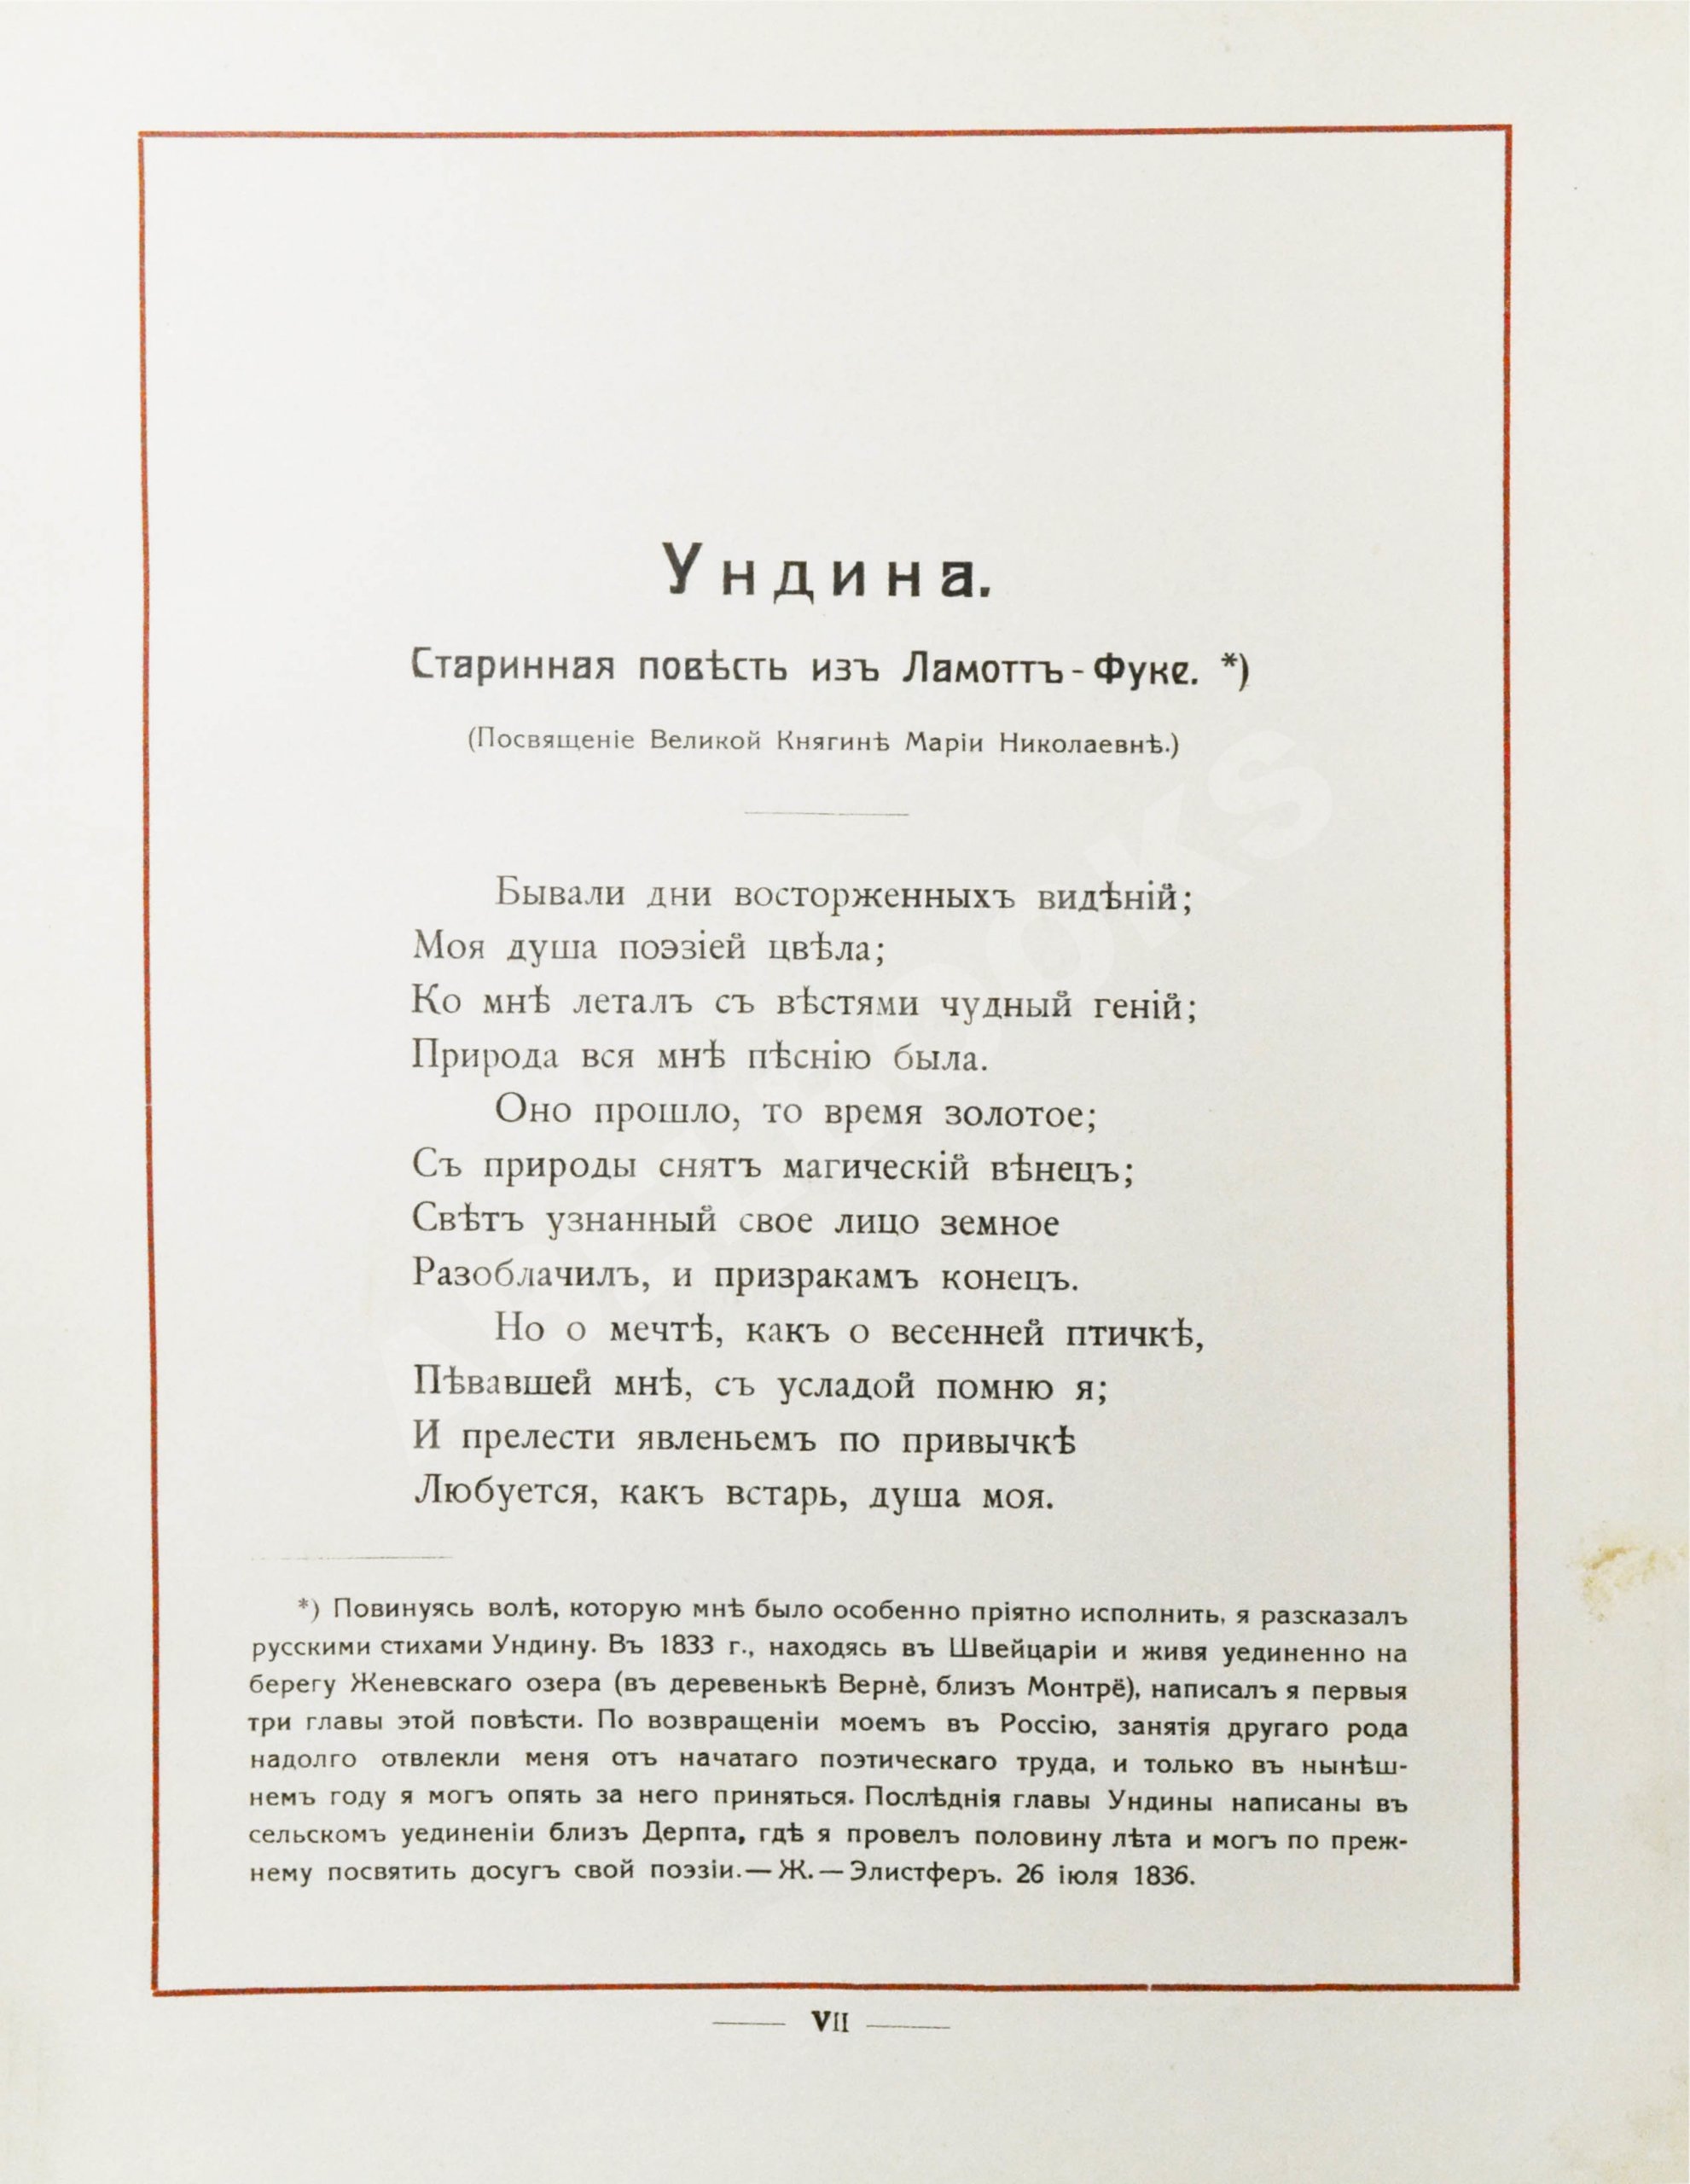 Ундина.
Старинная повѣсть изъ Ламоттъ-Фуке. *)
(Посвященіе Великой Княгинѣ Маріи Николаевнѣ.)
Бывали дни восторженныхъ видѣній;
Моя душа поэзіей цвѣла;
Ко мнѣ леталъ съ вѣстями чудный геній;
Природа вся мнѣ пѣснію была.
Оно прошло, то время золотое;
Съ природы снятъ магическій вѣнецъ;
Свѣтъ узнанный свое лицо земное
Разоблачилъ, и призракамъ конецъ.
Но о мечтѣ, какъ о весенней птичкѣ,
Пѣвавшей мнѣ, съ усладой помню я;
И прелести явленьемъ по привычкѣ
Любуется, какъ встарь, душа моя.
*) Повинуясь волѣ, которую мнѣ было особенно пріятно исполнить, я разсказалъ
русскими стихами Ундину. Въ 1833 г., находясь въ Швейцаріи и живя уединенно на
берегу Женевскаго озера (въ деревенькѣ Вернѐ, близъ Монтрё), написалъ я первыя
три главы этой повѣсти. По возвращеніи моемъ въ Россію, занятія другаго рода
надолго отвлекли меня отъ начатаго поэтическаго труда, и только въ нынѣш-
немъ году я могъ опять за него приняться. Послѣднія главы Ундины написаны въ
сельскомъ уединеніи близъ Дерпта, гдѣ я провелъ половину лѣта и могъ по преж-
нему посвятить досугъ свой поэзіи.—Ж.—Элистферъ. 26 іюля 1836.
VII